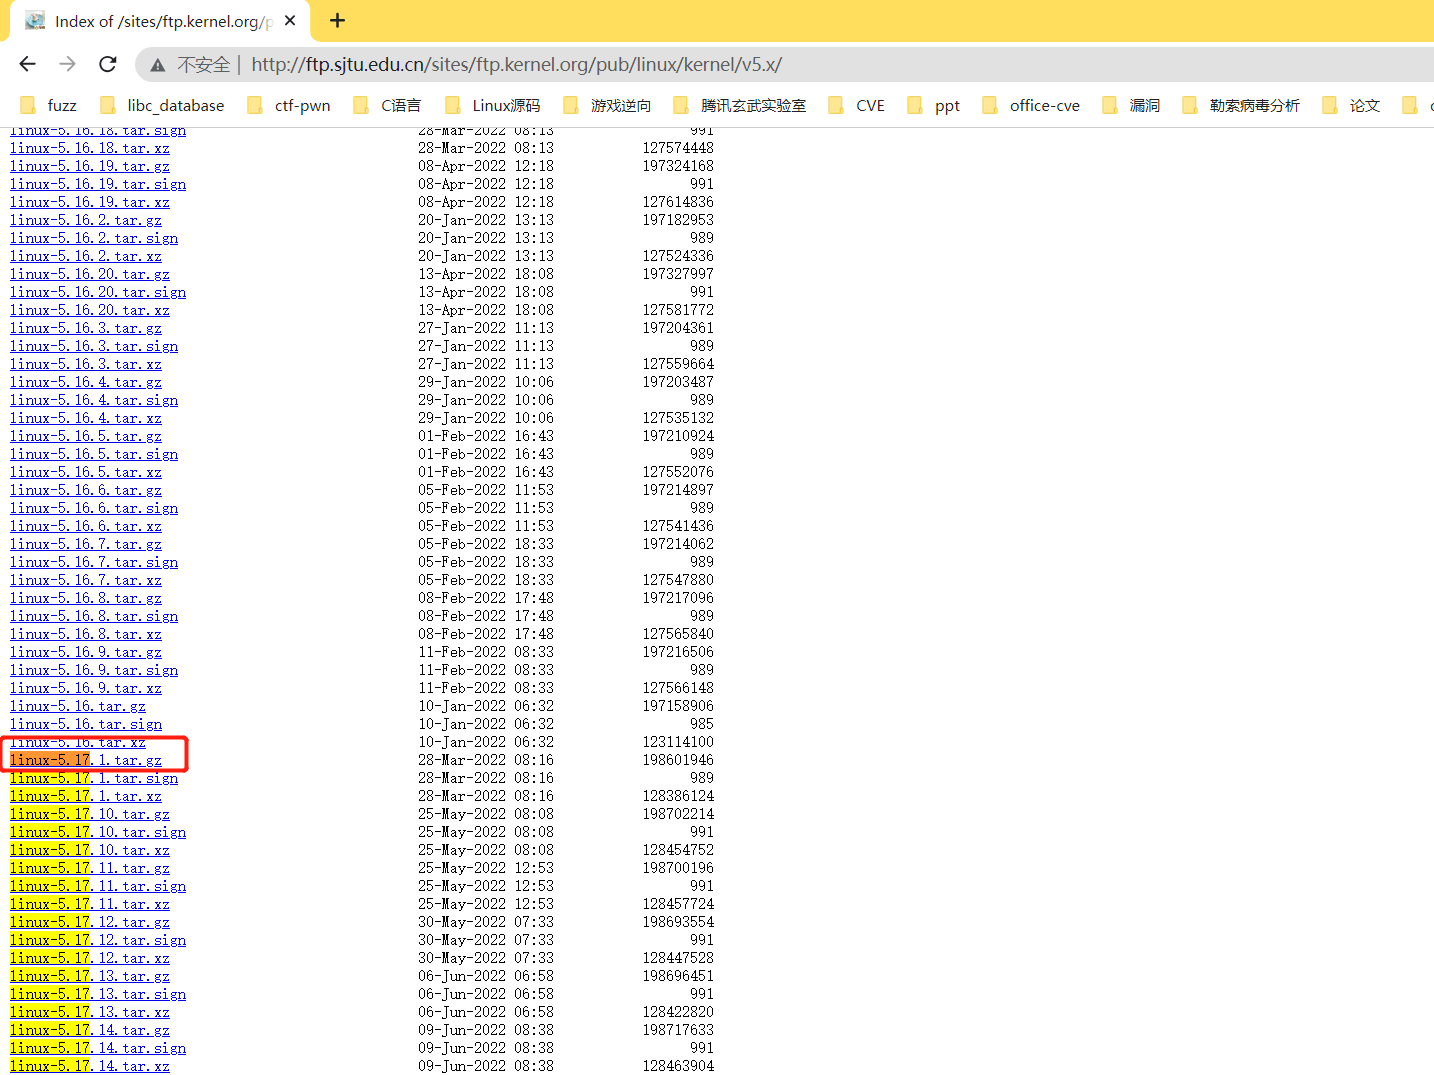 Index of /sites/ftp.kernel.org/p
不安全 | http://ftp.sjtu.edu.cn/sites/ftp.kernel.org/pub/linux/kernel/v5.x/
fuzz libc_database ctf-pwn C语言 Linux源码 游戏逆向 腾讯玄武实验室 CVE ppt office-cve 漏洞 勒索病毒分析 论文
linux-5.16.18.tar.sign 28-Mar-2022 08:13 991
linux-5.16.18.tar.xz 28-Mar-2022 08:13 127574448
linux-5.16.19.tar.gz 08-Apr-2022 12:18 197324168
linux-5.16.19.tar.sign 08-Apr-2022 12:18 991
linux-5.16.19.tar.xz 08-Apr-2022 12:18 127614836
linux-5.16.2.tar.gz 20-Jan-2022 13:13 197182953
linux-5.16.2.tar.sign 20-Jan-2022 13:13 989
linux-5.16.2.tar.xz 20-Jan-2022 13:13 127524336
linux-5.16.20.tar.gz 13-Apr-2022 18:08 197327997
linux-5.16.20.tar.sign 13-Apr-2022 18:08 991
linux-5.16.20.tar.xz 13-Apr-2022 18:08 127581772
linux-5.16.3.tar.gz 27-Jan-2022 11:13 197204361
linux-5.16.3.tar.sign 27-Jan-2022 11:13 989
linux-5.16.3.tar.xz 27-Jan-2022 11:13 127559664
linux-5.16.4.tar.gz 29-Jan-2022 10:06 197203487
linux-5.16.4.tar.sign 29-Jan-2022 10:06 989
linux-5.16.4.tar.xz 29-Jan-2022 10:06 127535132
linux-5.16.5.tar.gz 01-Feb-2022 16:43 197210924
linux-5.16.5.tar.sign 01-Feb-2022 16:43 989
linux-5.16.5.tar.xz 01-Feb-2022 16:43 127552076
linux-5.16.6.tar.gz 05-Feb-2022 11:53 197214897
linux-5.16.6.tar.sign 05-Feb-2022 11:53 989
linux-5.16.6.tar.xz 05-Feb-2022 11:53 127541436
linux-5.16.7.tar.gz 05-Feb-2022 18:33 197214062
linux-5.16.7.tar.sign 05-Feb-2022 18:33 989
linux-5.16.7.tar.xz 05-Feb-2022 18:33 127547880
linux-5.16.8.tar.gz 08-Feb-2022 17:48 197217096
linux-5.16.8.tar.sign 08-Feb-2022 17:48 989
linux-5.16.8.tar.xz 08-Feb-2022 17:48 127565840
linux-5.16.9.tar.gz 11-Feb-2022 08:33 197216506
linux-5.16.9.tar.sign 11-Feb-2022 08:33 989
linux-5.16.9.tar.xz 11-Feb-2022 08:33 127566148
linux-5.16.tar.gz 10-Jan-2022 06:32 197158906
linux-5.16.tar.sign 10-Jan-2022 06:32 985
linux-5.16.tar.xz 10-Jan-2022 06:32 123114100
linux-5.17.1.tar.gz 28-Mar-2022 08:16 198601946
linux-5.17.1.tar.sign 28-Mar-2022 08:16 989
linux-5.17.1.tar.xz 28-Mar-2022 08:16 128386124
linux-5.17.10.tar.gz 25-May-2022 08:08 198702214
linux-5.17.10.tar.sign 25-May-2022 08:08 991
linux-5.17.10.tar.xz 25-May-2022 08:08 128454752
linux-5.17.11.tar.gz 25-May-2022 12:53 198700196
linux-5.17.11.tar.sign 25-May-2022 12:53 991
linux-5.17.11.tar.xz 25-May-2022 12:53 128457724
linux-5.17.12.tar.gz 30-May-2022 07:33 198693554
linux-5.17.12.tar.sign 30-May-2022 07:33 991
linux-5.17.12.tar.xz 30-May-2022 07:33 128447528
linux-5.17.13.tar.gz 06-Jun-2022 06:58 198696451
linux-5.17.13.tar.sign 06-Jun-2022 06:58 991
linux-5.17.13.tar.xz 06-Jun-2022 06:58 128422820
linux-5.17.14.tar.gz 09-Jun-2022 08:38 198717633
linux-5.17.14.tar.sign 09-Jun-2022 08:38 991
linux-5.17.14.tar.xz 09-Jun-2022 08:38 128463904